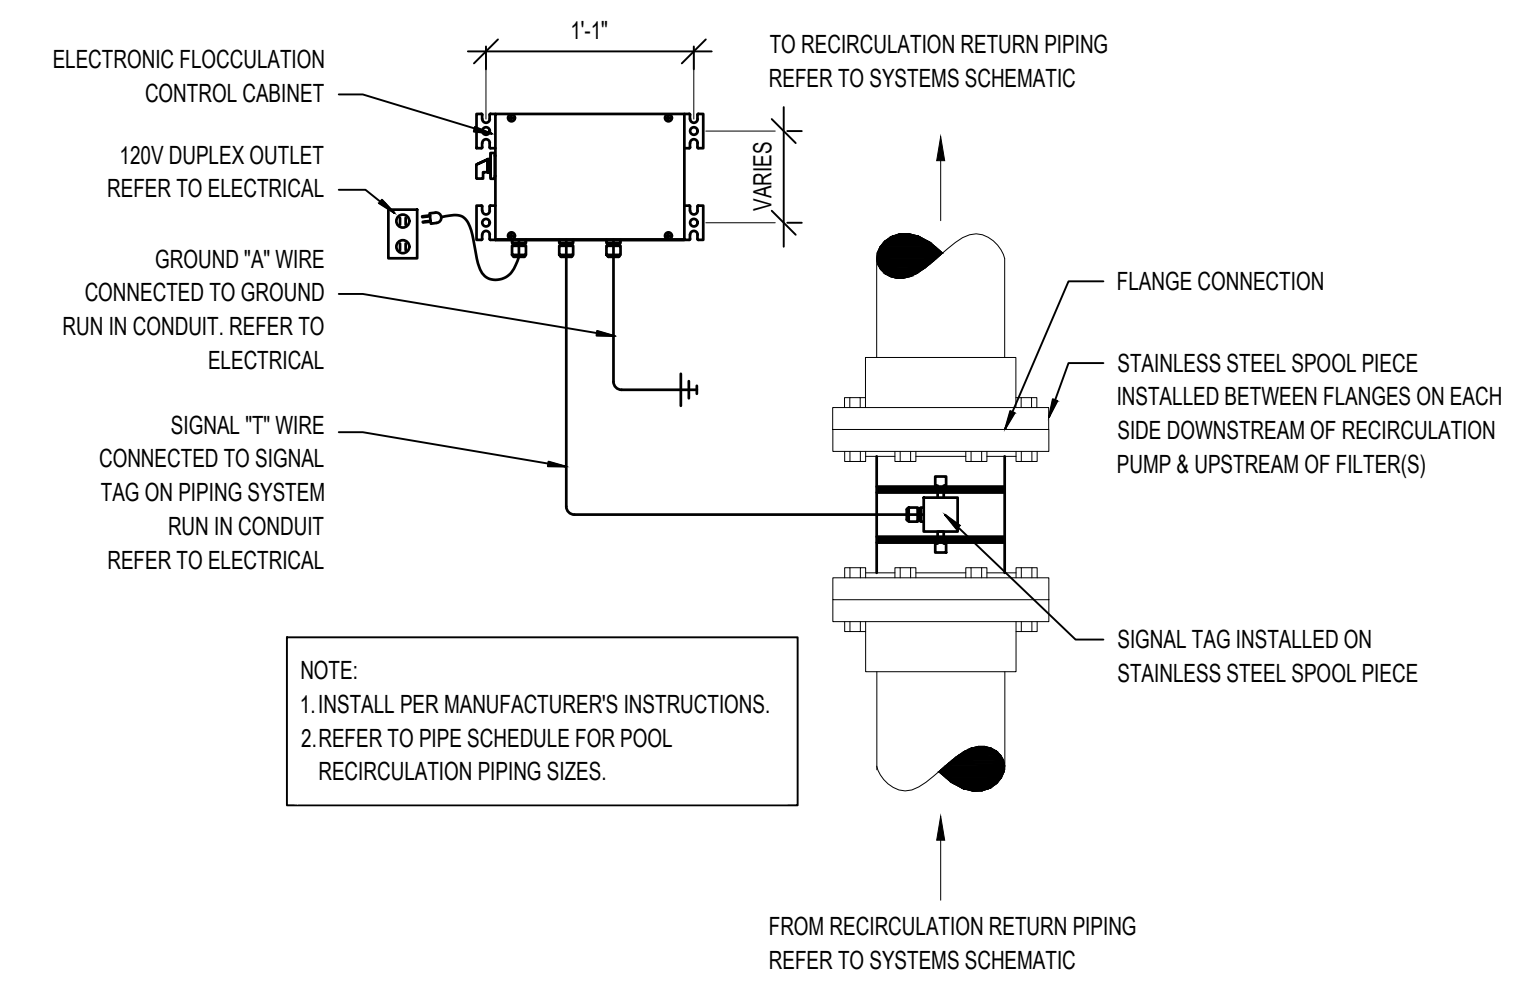 1'-1"
TO RECIRCULATION RETURN PIPING
REFER TO SYSTEMS SCHEMATIC
ELECTRONIC FLOCCULATION
CONTROL CABINET
120V DUPLEX OUTLET
REFER TO ELECTRICAL
VARIES
GROUND "A" WIRE
CONNECTED TO GROUND
RUN IN CONDUIT. REFER TO
ELECTRICAL
FLANGE CONNECTION
STAINLESS STEEL SPOOL PIECE
INSTALLED BETWEEN FLANGES ON EACH
SIDE DOWNSTREAM OF RECIRCULATION
PUMP & UPSTREAM OF FILTER(S)
SIGNAL "T" WIRE
CONNECTED TO SIGNAL
TAG ON PIPING SYSTEM
RUN IN CONDUIT
REFER TO ELECTRICAL
SIGNAL TAG INSTALLED ON
STAINLESS STEEL SPOOL PIECE
NOTE:
1. INSTALL PER MANUFACTURER'S INSTRUCTIONS.
2. REFER TO PIPE SCHEDULE FOR POOL
RECIRCULATION PIPING SIZES.
FROM RECIRCULATION RETURN PIPING
REFER TO SYSTEMS SCHEMATIC